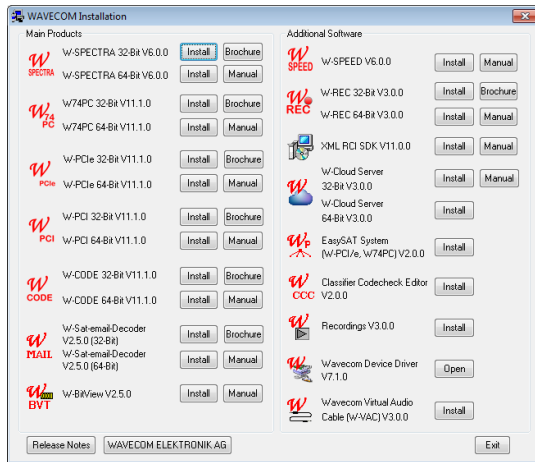 WAVECOM Installation
Main Products
W SPECTRA W-SPECTRA 32-Bit V6.0.0 Install Brochure
W-SPECTRA 64-Bit V6.0.0 Install Manual
W74 PC W74PC 32-Bit V11.1.0 Install Brochure
W74PC 64-Bit V11.1.0 Install Manual
W PCIe W-PCIe 32-Bit V11.1.0 Install Brochure
W-PCIe 64-Bit V11.1.0 Install Manual
W PCI W-PCI 32-Bit V11.1.0 Install Brochure
W-PCI 64-Bit V11.1.0 Install Manual
W CODE W-CODE 32-Bit V11.1.0 Install Brochure
W-CODE 64-Bit V11.1.0 Install Manual
W MAIL W-Sat-email-Decoder
V2.5.0 (32-Bit) Install Brochure
W-Sat-email-Decoder
V2.5.0 (64-Bit) Install Manual
W BVT W-BitView V2.5.0 Install Manual
Additional Software
W SPEED W-SPEED V6.0.0 Install Manual
W REC W-REC 32-Bit V3.0.0 Install Brochure
W-REC 64-Bit V3.0.0 Install Manual
XML RCI SDK V11.0.0 Install Manual
W W-Cloud Server
32-Bit V3.0.0 Install Manual
W-Cloud Server
64-Bit V3.0.0 Install
Wp EasySAT System
(W-PCI/e, W74PC) V2.0.0 Install
W CCC Classifier Codecheck Editor
V2.0.0 Install
W Recordings V3.0.0 Install
Wavecom Device Driver
V7.1.0 Open
W Wavecom Virtual Audio
Cable (W-VAC) V3.0.0 Install
Release Notes WAVECOM ELEKTRONIK AG Exit